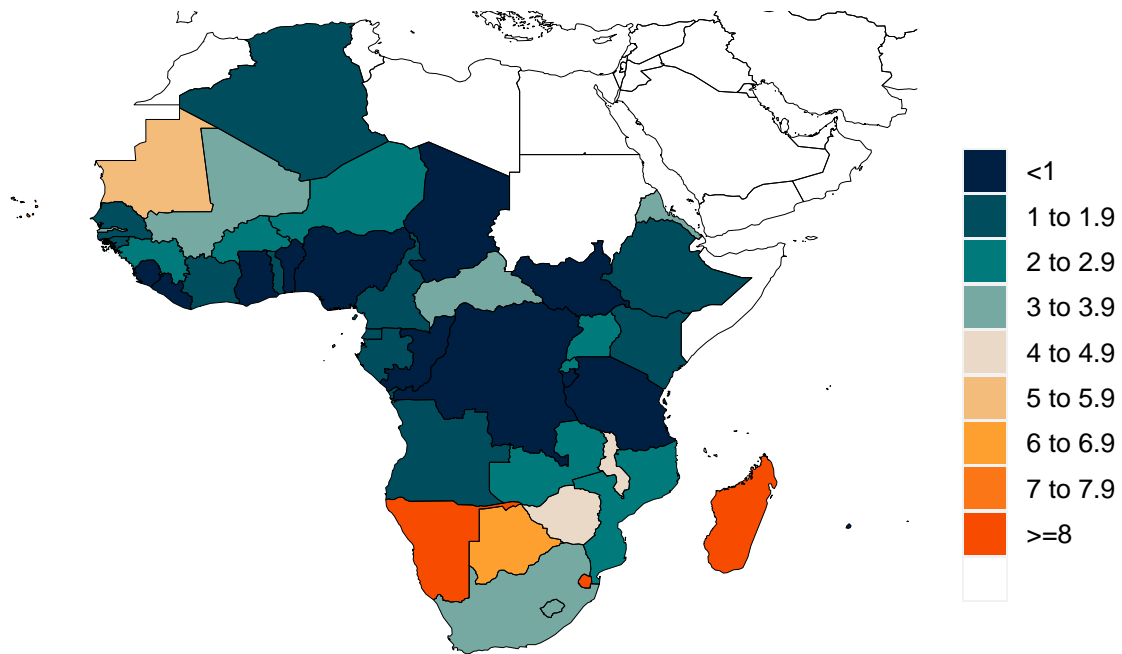 <1
1 to 1.9
2 to 2.9
3 to 3.9
4 to 4.9
5 to 5.9
6 to 6.9
7 to 7.9
>=8